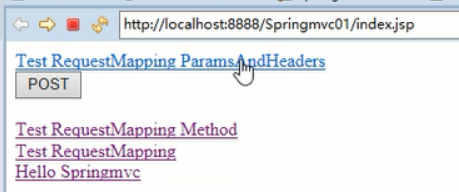 http://localhost:8888/Springmvc01/index.jsp
Test RequestMapping ParamsAndHeaders
POST
Test RequestMapping Method
Test RequestMapping
Hello Springmvc